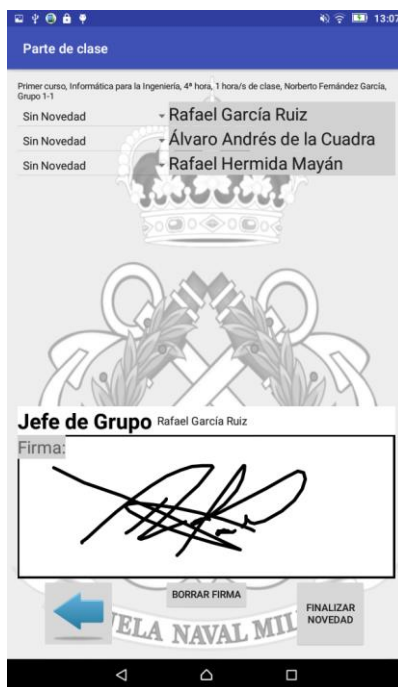 13:07
Parte de clase
Primer curso, Informática para la Ingeniería, 4ª hora, 1 hora/s de clase, Norberto Fernández García,
Grupo 1-1
Sin Novedad Rafael García Ruiz
Sin Novedad Álvaro Andrés de la Cuadra
Sin Novedad Rafael Hermida Mayán
Jefe de Grupo Rafael García Ruiz
Firma:
BORRAR FIRMA
FINALIZAR
NOVEDAD
ELA NAVAL MIL